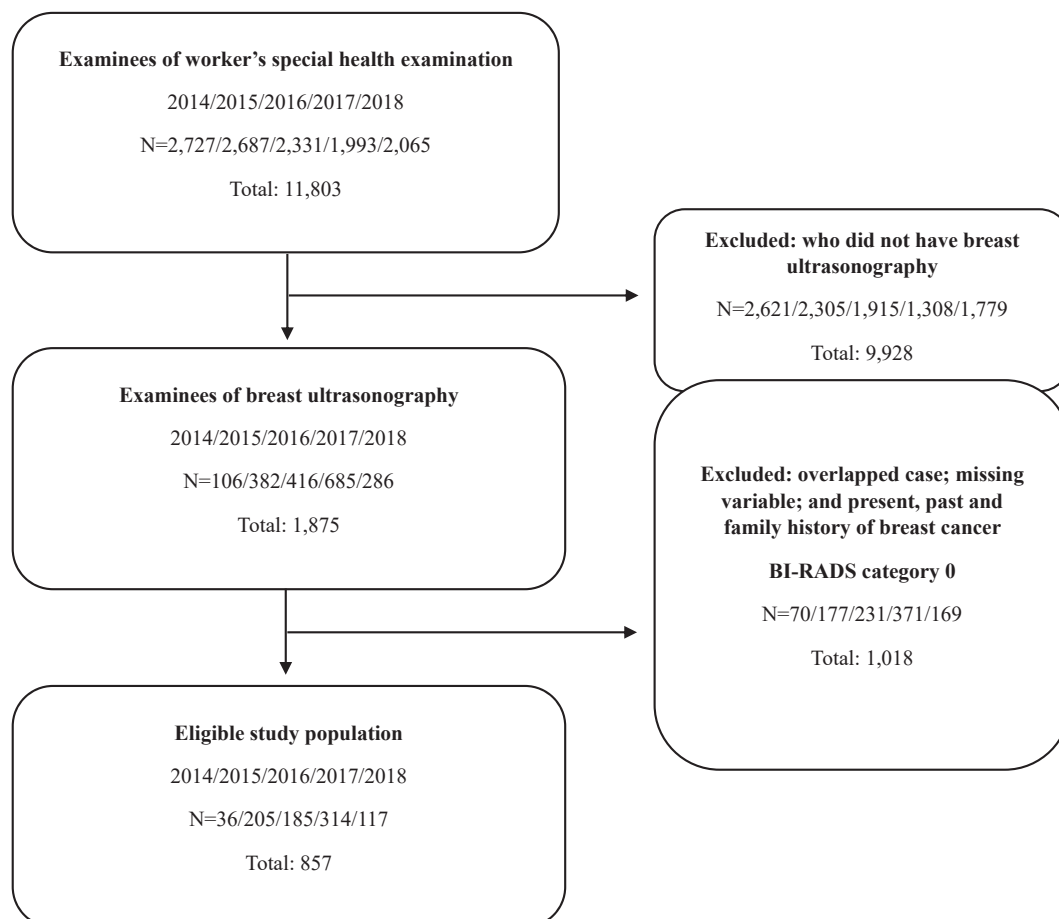 Examinees of worker's special health examination
2014/2015/2016/2017/2018
N=2,727/2,687/2,331/1,993/2,065
Total: 11,803
Excluded: who did not have breast
ultrasonography
N=2,621/2,305/1,915/1,308/1,779
Total: 9,928
Examinees of breast ultrasonography
2014/2015/2016/2017/2018
N=106/382/416/685/286
Total: 1,875
Excluded: overlapped case; missing
variable; and present, past and
family history of breast cancer
BI-RADS category 0
N=70/177/231/371/169
Total: 1,018
Eligible study population
2014/2015/2016/2017/2018
N=36/205/185/314/117
Total: 857